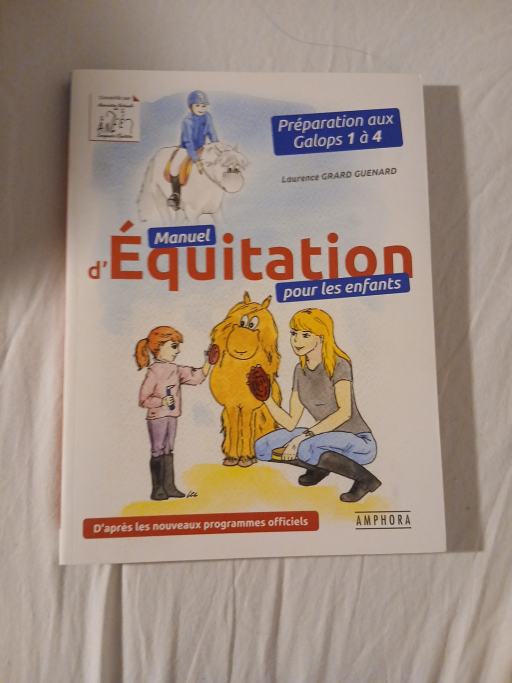 Préparation aux
Galops 1 à 4
Laurence GRARD GUENARD
Manuel
d'Équitation
pour les enfants
D'après les nouveaux programmes officiels
AMPHORA